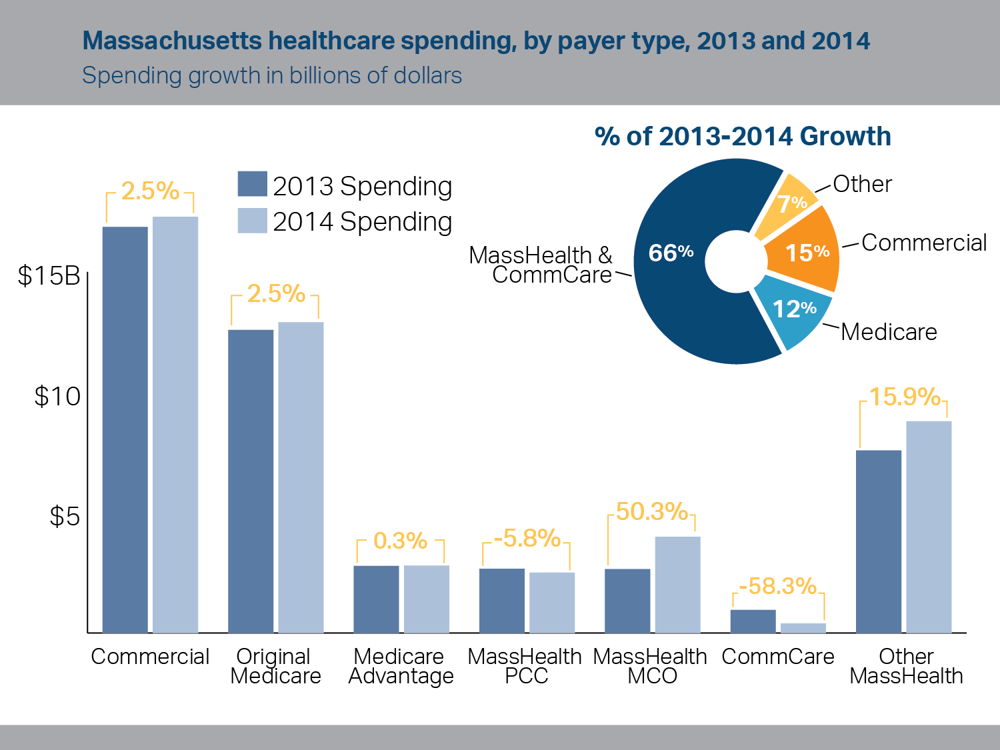 Massachusetts healthcare spending, by payer type, 2013 and 2014
Spending growth in billions of dollars
% of 2013-2014 Growth
2013 Spending
2014 Spending
Other
7%
Commercial
15%
MassHealth &
CommCare
66%
12%
Medicare
$15B
$10
$5
2.5%
2.5%
0.3%
-5.8%
50.3%
-58.3%
15.9%
Commercial
Original
Medicare
Medicare
Advantage
MassHealth
PCC
MassHealth
MCO
CommCare
Other
MassHealth